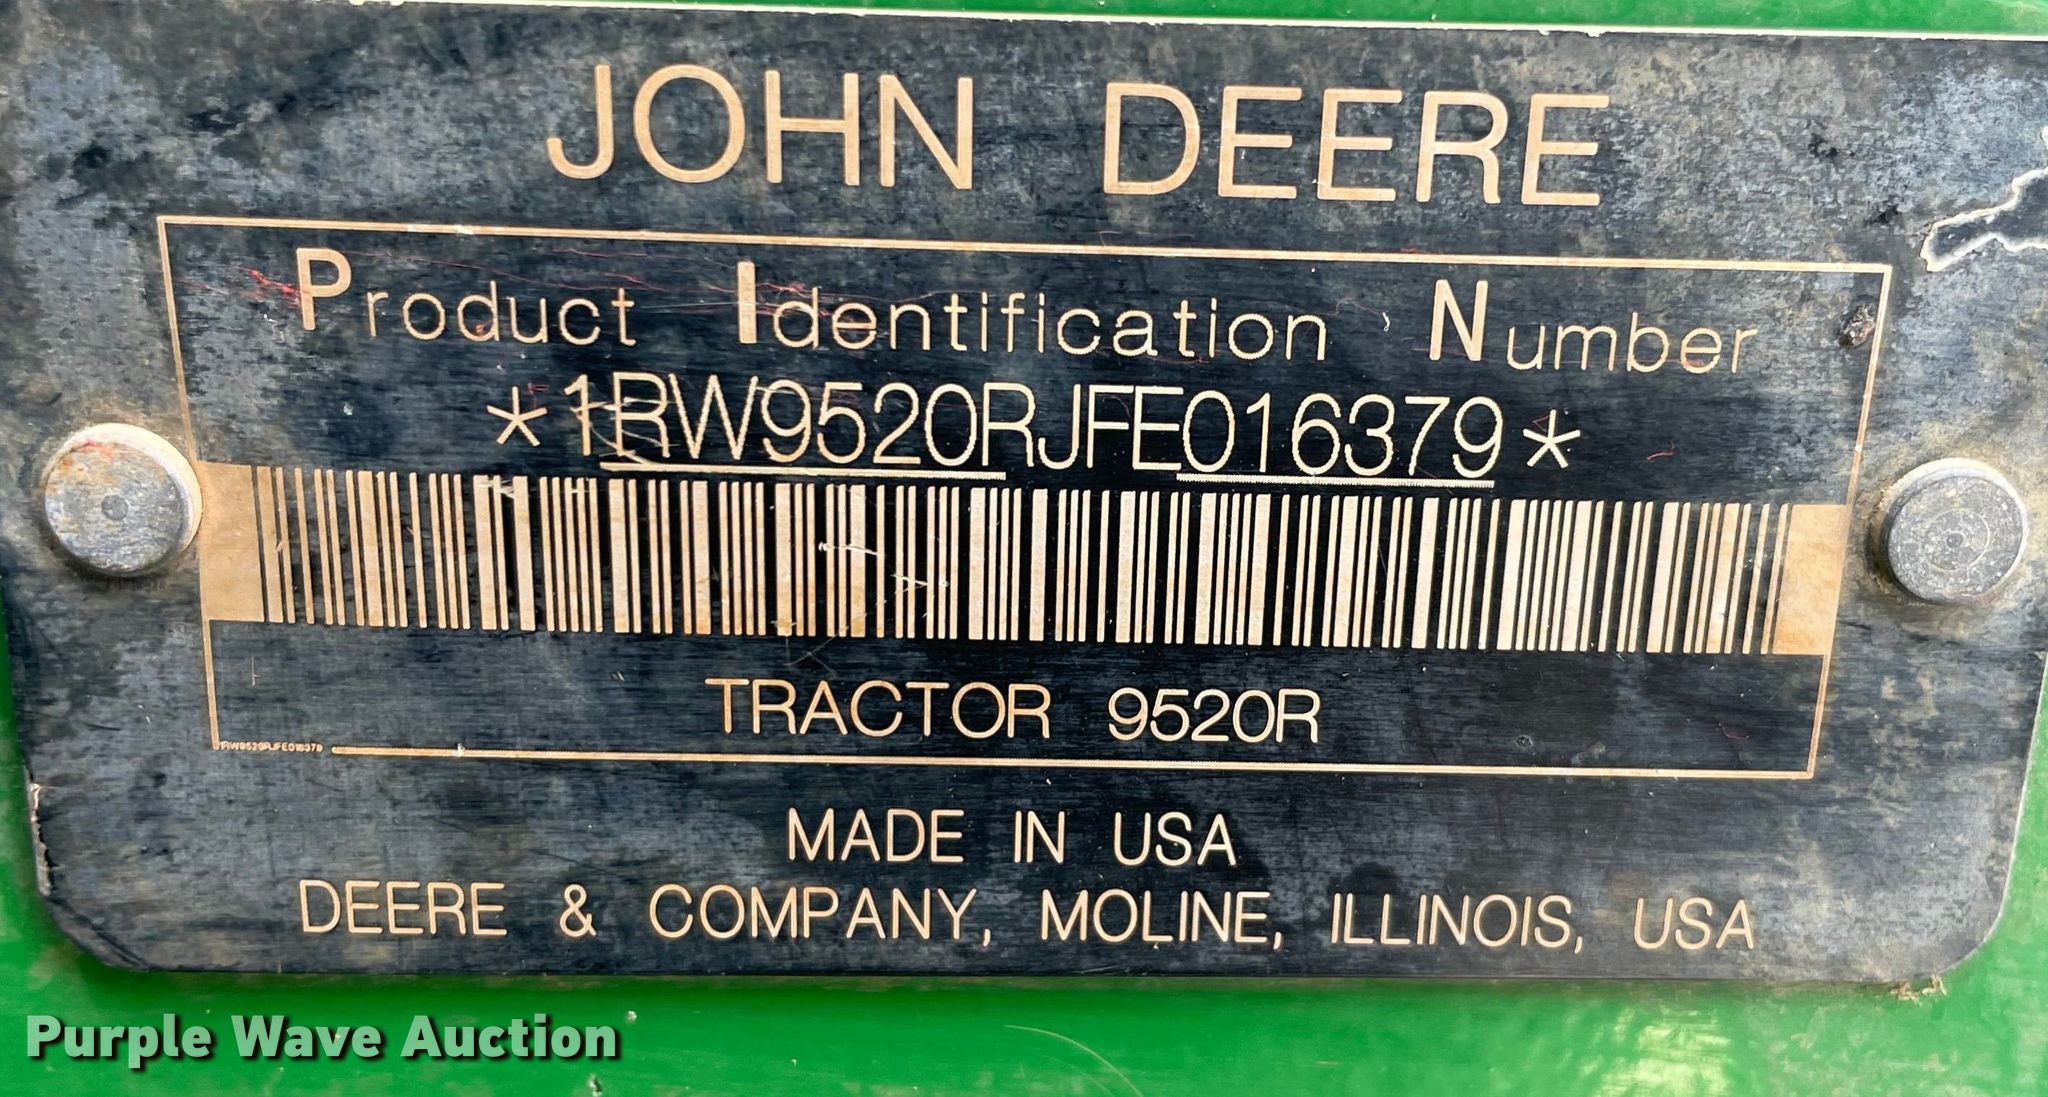 JOHN DEERE
Product Identification Number
*1RW9520RJFE016379*
TRACTOR 9520R
1RW9520RJFE016379
MADE IN USA
DEERE & COMPANY, MOLINE, ILLINOIS, USA
Purple Wave Auction